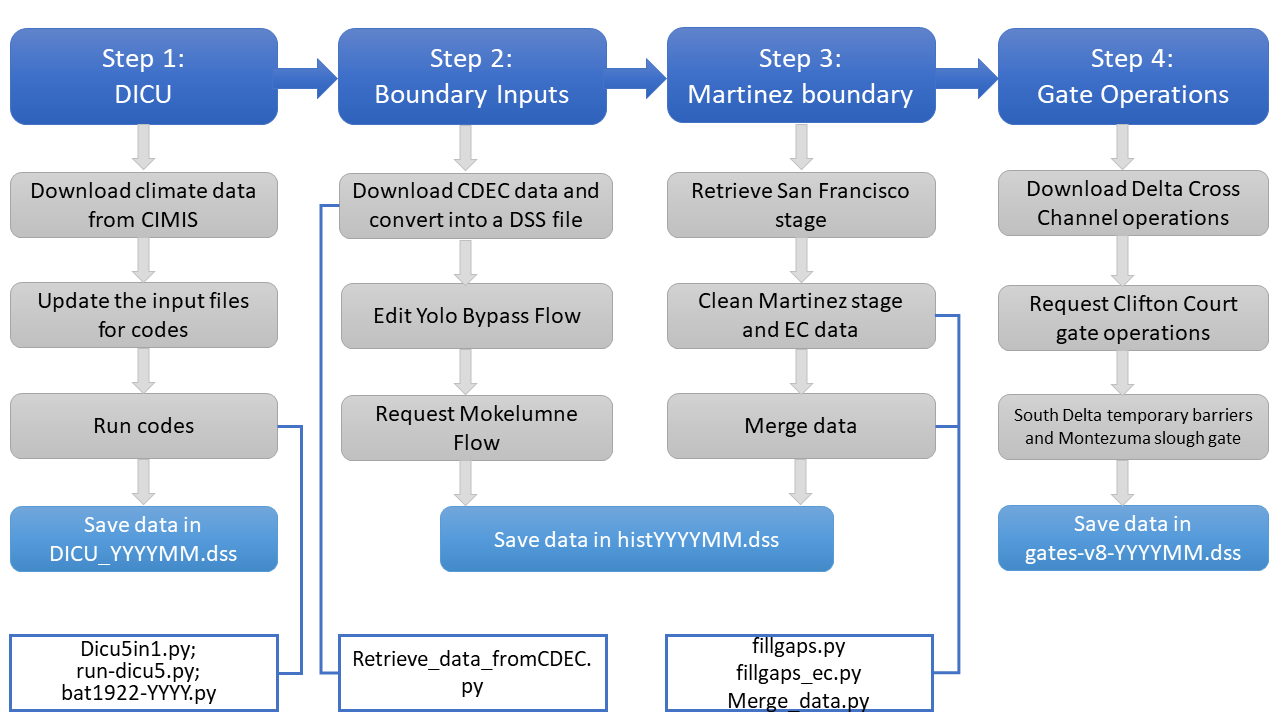 Step 1:
DICU
Step 2:
Boundary Inputs
Step 3:
Martinez boundary
Step 4:
Gate Operations
Download climate data
from CIMIS
Update the input files
for codes
Run codes
Save data in
DICU_YYYYMM.dss
Download CDEC data and
convert into a DSS file
Edit Yolo Bypass Flow
Request Mokelumne
Flow
Retrieve San Francisco
stage
Clean Martinez stage
and EC data
Merge data
Save data in histYYYYMM.dss
Download Delta Cross
Channel operations
Request Clifton Court
gate operations
South Delta temporary barriers
and Montezuma slough gate
Save data in
gates-v8-YYYYMM.dss
Dicu5in1.py;
run-dicu5.py;
bat1922-YYYY.py
Retrieve_data_fromCDEC.
py
fillgaps.py
fillgaps_ec.py
Merge_data.py